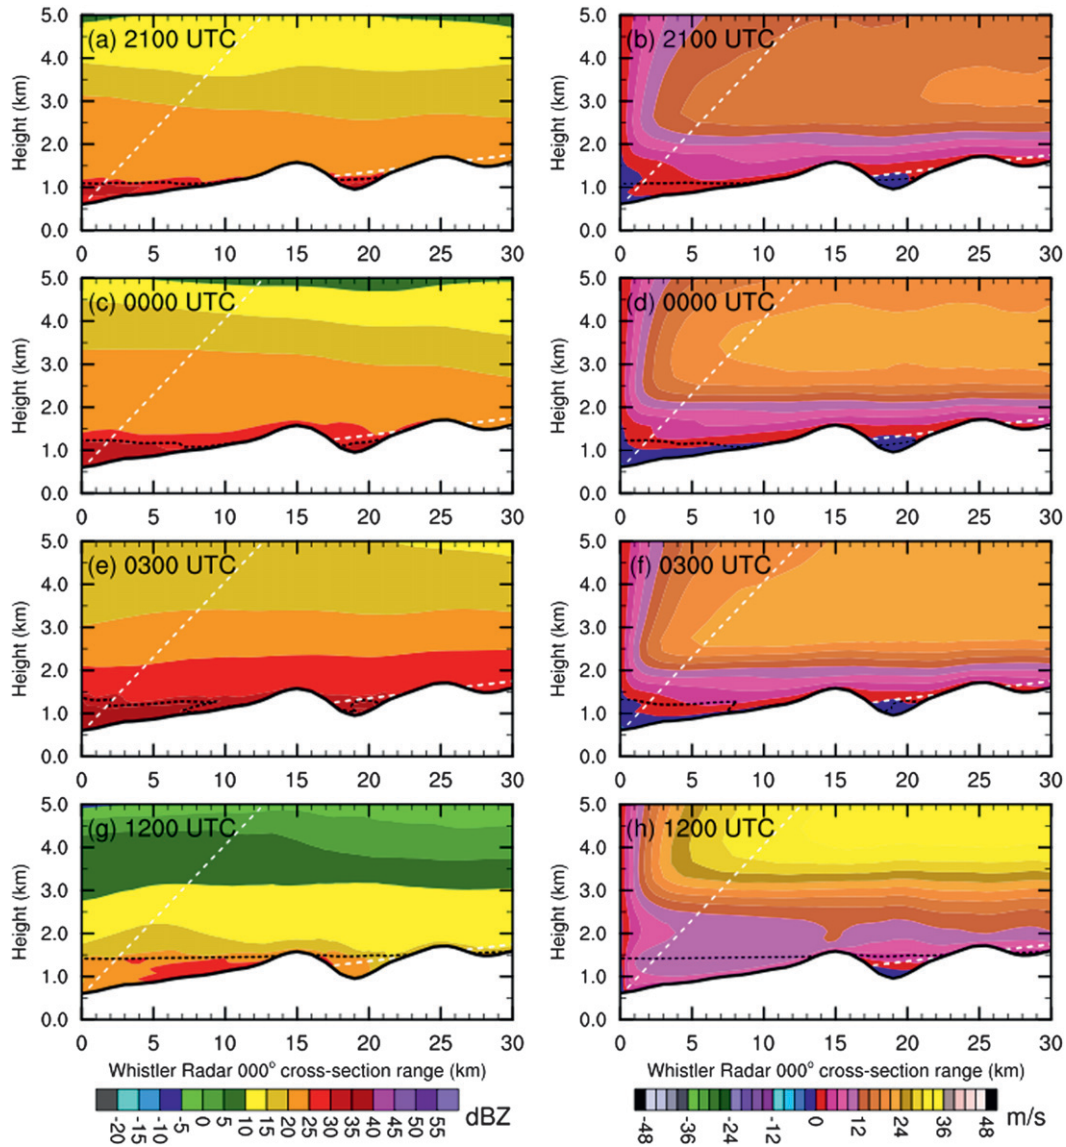 (a) 2100 UTC
Height (km)
5.0
4.0
3.0
2.0
1.0
0.0
0 5 10 15 20 25 30
(b) 2100 UTC
Height (km)
5.0
4.0
3.0
2.0
1.0
0.0
0 5 10 15 20 25 30
(c) 0000 UTC
Height (km)
5.0
4.0
3.0
2.0
1.0
0.0
0 5 10 15 20 25 30
(d) 0000 UTC
Height (km)
5.0
4.0
3.0
2.0
1.0
0.0
0 5 10 15 20 25 30
(e) 0300 UTC
Height (km)
5.0
4.0
3.0
2.0
1.0
0.0
0 5 10 15 20 25 30
(f) 0300 UTC
Height (km)
5.0
4.0
3.0
2.0
1.0
0.0
0 5 10 15 20 25 30
(g) 1200 UTC
Height (km)
5.0
4.0
3.0
2.0
1.0
0.0
0 5 10 15 20 25 30
Whistler Radar 000° cross-section range (km)
-20 -15 -10 -5 0 5 10 15 20 25 30 35 40 45 50 55
dBZ
(h) 1200 UTC
Height (km)
5.0
4.0
3.0
2.0
1.0
0.0
0 5 10 15 20 25 30
Whistler Radar 000° cross-section range (km)
-48 -36 -24 -12 0 12 24 36 48
m/s